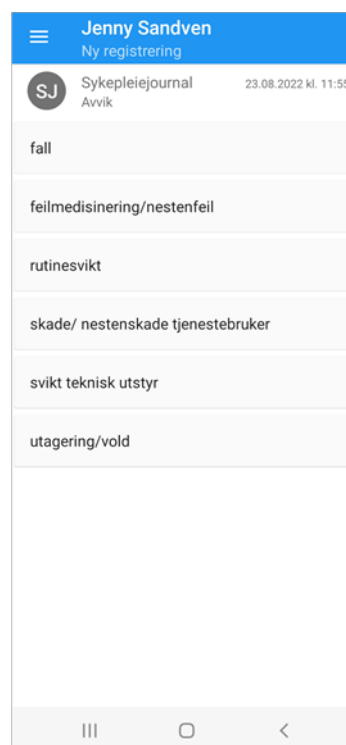 Jenny Sandven
Ny registrering
SJ
Sykepleiejournal
23.08.2022 kl. 11:55
Avvik
fall
feilmedisinering/nestenfeil
rutinesvikt
skade/ nestenskade tjenestebruker
svikt teknisk utstyr
utagering/vold